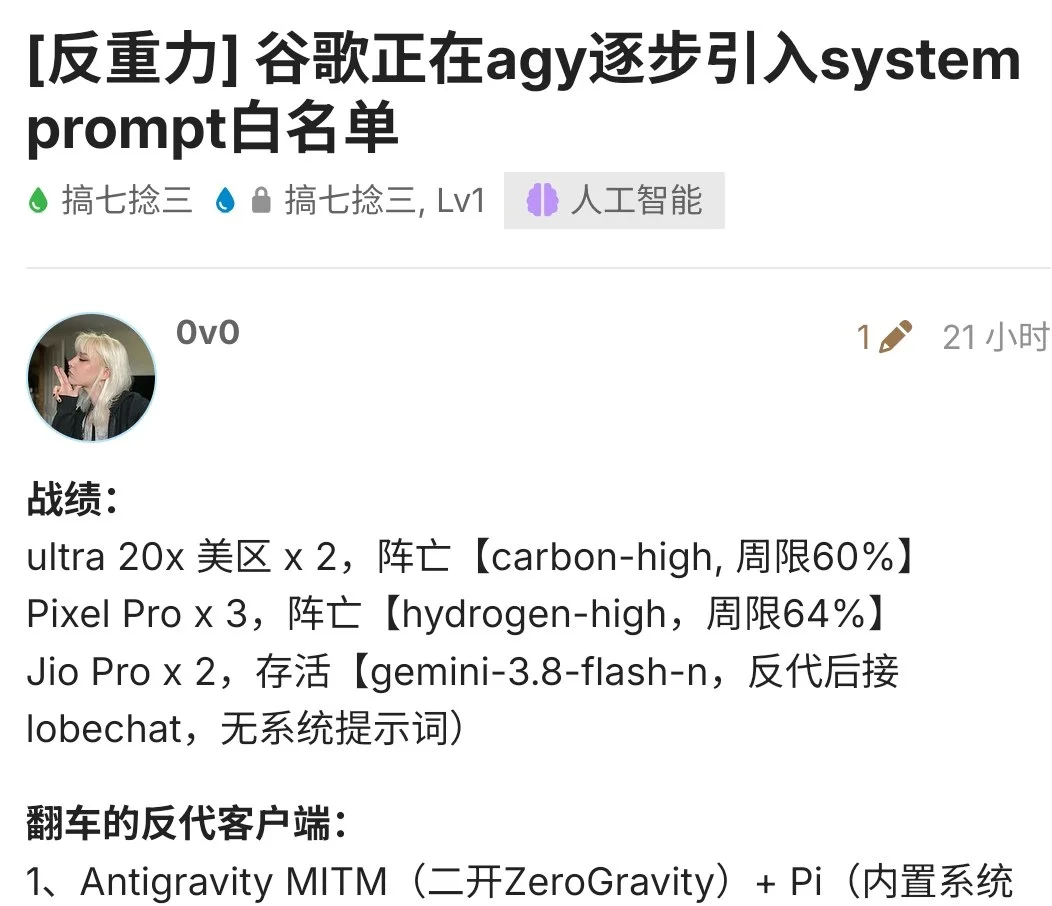 [反重力] 谷歌正在agy逐步引入system
prompt白名单
搞七捻三 搞七捻三, Lv1 人工智能
0v0 1 21 小时
战绩：
ultra 20x 美区 x 2，阵亡【carbon-high, 周限60%】
Pixel Pro x 3，阵亡【hydrogen-high，周限64%】
Jio Pro x 2，存活【gemini-3.8-flash-n，反代后接
lobechat，无系统提示词）
翻车的反代客户端：
1、Antigravity MITM（二开ZeroGravity）+ Pi（内置系统